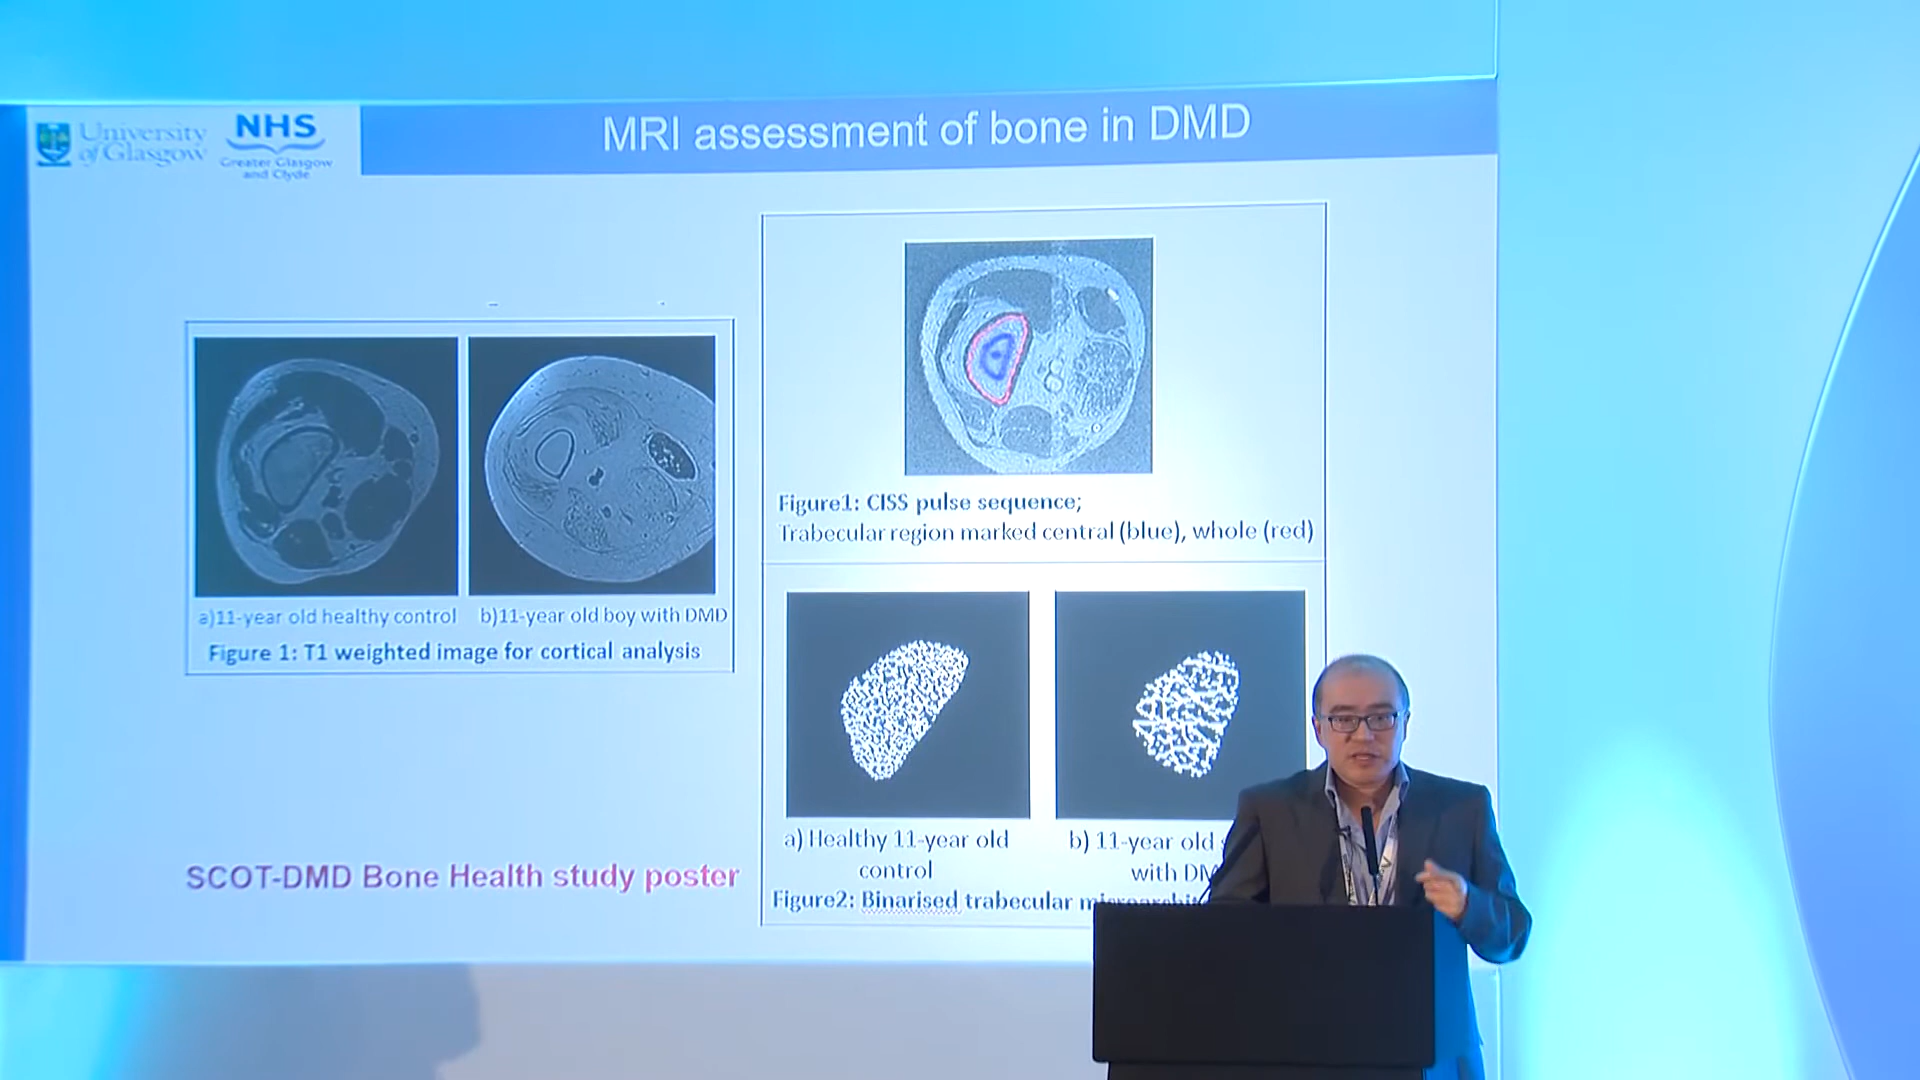 University
of Glasgow
NHS
Greater Glasgow
and Clyde
MRI assessment of bone in DMD
a)11-year old healthy control
b)11-year old boy with DMD
Figure 1: T1 weighted image for cortical analysis
SCOT-DMD Bone Health study poster
Figure1: CISS pulse sequence;
Trabecular region marked central (blue), whole (red)
a) Healthy 11-year old
control
b) 11-year old
with
Figure2: Binarised trabecular